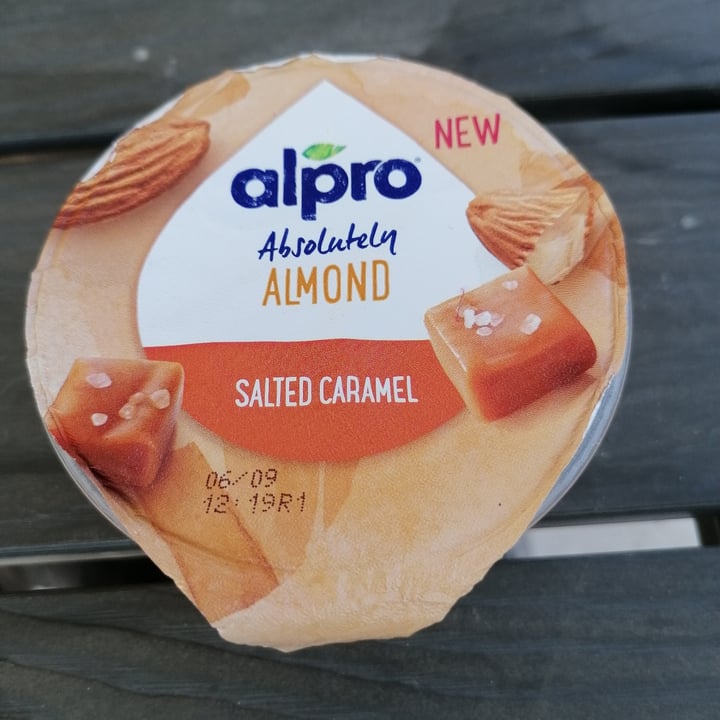 NEW
alpro
Absolutely
ALMOND
SALTED CARAMEL
06/09
12:19R1